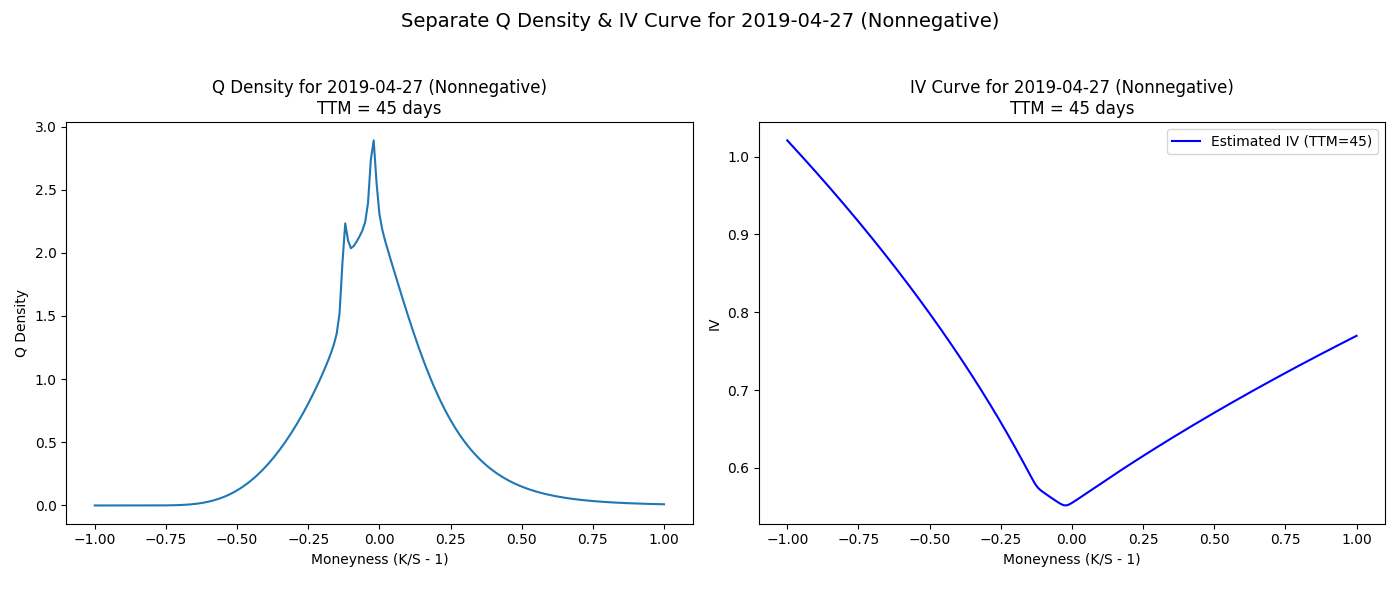 Separate Q Density & IV Curve for 2019-04-27 (Nonnegative)
Q Density for 2019-04-27 (Nonnegative)
TTM = 45 days
Q Density
3.0
2.5
2.0
1.5
1.0
0.5
0.0
−1.00 −0.75 −0.50 −0.25 0.00 0.25 0.50 0.75 1.00
Moneyness (K/S - 1)
IV Curve for 2019-04-27 (Nonnegative)
TTM = 45 days
Estimated IV (TTM=45)
IV
1.0
0.9
0.8
0.7
0.6
−1.00 −0.75 −0.50 −0.25 0.00 0.25 0.50 0.75 1.00
Moneyness (K/S - 1)